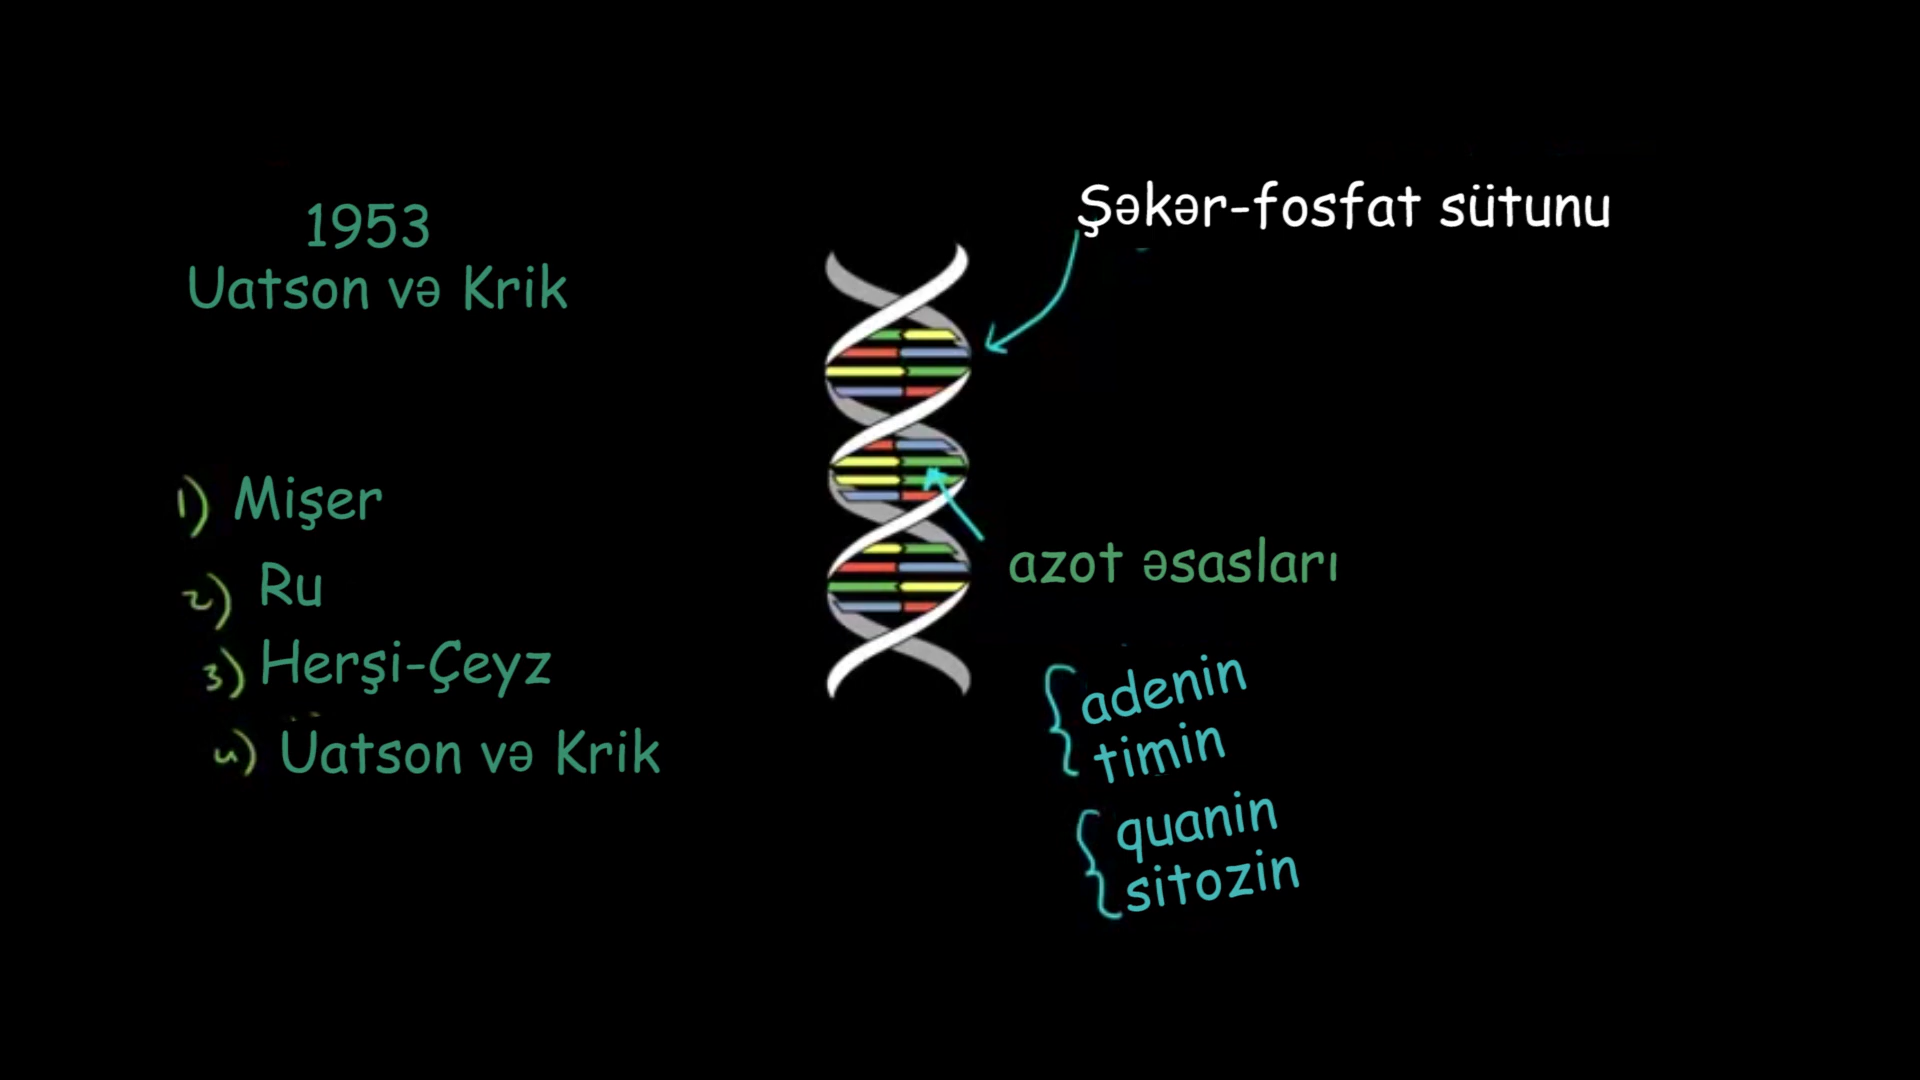 1953
Uatson və Krik
1) Mişer
2) Ru
3) Herşi-Çeyz
4) Uatson və Krik
Şəkər-fosfat sütunu
azot əsasları
adenin
timin
quanin
sitozin